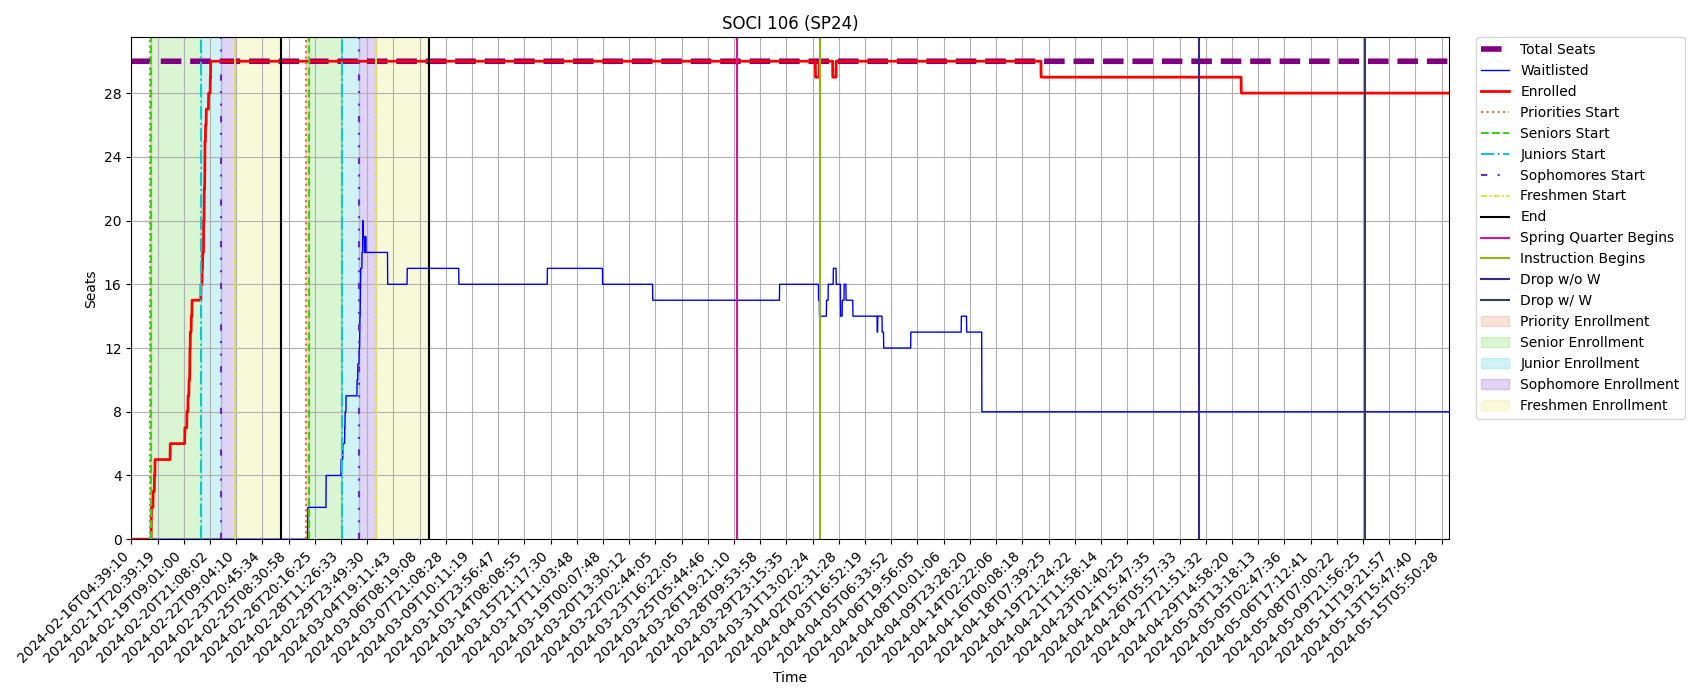 SOCI 106 (SP24)
Seats
28
24
20
16
12
8
4
0
2024-02-16T04:39:10
2024-02-17T20:39:19
2024-02-19T09:01:00
2024-02-20T21:08:02
2024-02-22T09:04:10
2024-02-23T20:45:34
2024-02-25T08:30:58
2024-02-26T20:16:25
2024-02-28T11:26:33
2024-02-29T23:49:30
2024-03-04T19:11:43
2024-03-06T08:19:08
2024-03-07T21:08:28
2024-03-09T10:11:19
2024-03-10T23:56:47
2024-03-14T08:08:55
2024-03-15T21:17:30
2024-03-17T11:03:48
2024-03-19T00:07:48
2024-03-20T13:30:12
2024-03-22T02:44:05
2024-03-23T16:22:05
2024-03-25T05:44:46
2024-03-26T19:21:10
2024-03-28T09:53:58
2024-03-29T23:15:35
2024-03-31T13:02:24
2024-04-02T02:31:28
2024-04-03T16:52:19
2024-04-05T06:33:52
2024-04-06T19:56:05
2024-04-08T10:01:06
2024-04-09T23:28:20
2024-04-14T02:22:06
2024-04-16T00:08:18
2024-04-18T07:39:25
2024-04-19T21:24:22
2024-04-21T11:58:14
2024-04-23T01:40:25
2024-04-24T15:47:35
2024-04-26T05:57:33
2024-04-27T21:51:32
2024-04-29T14:58:20
2024-05-03T13:18:13
2024-05-05T02:47:36
2024-05-06T17:12:41
2024-05-08T07:00:22
2024-05-09T21:56:25
2024-05-11T19:21:57
2024-05-13T15:47:40
2024-05-15T05:50:28
Time
Total Seats
Waitlisted
Enrolled
Priorities Start
Seniors Start
Juniors Start
Sophomores Start
Freshmen Start
End
Spring Quarter Begins
Instruction Begins
Drop w/o W
Drop w/ W
Priority Enrollment
Senior Enrollment
Junior Enrollment
Sophomore Enrollment
Freshmen Enrollment